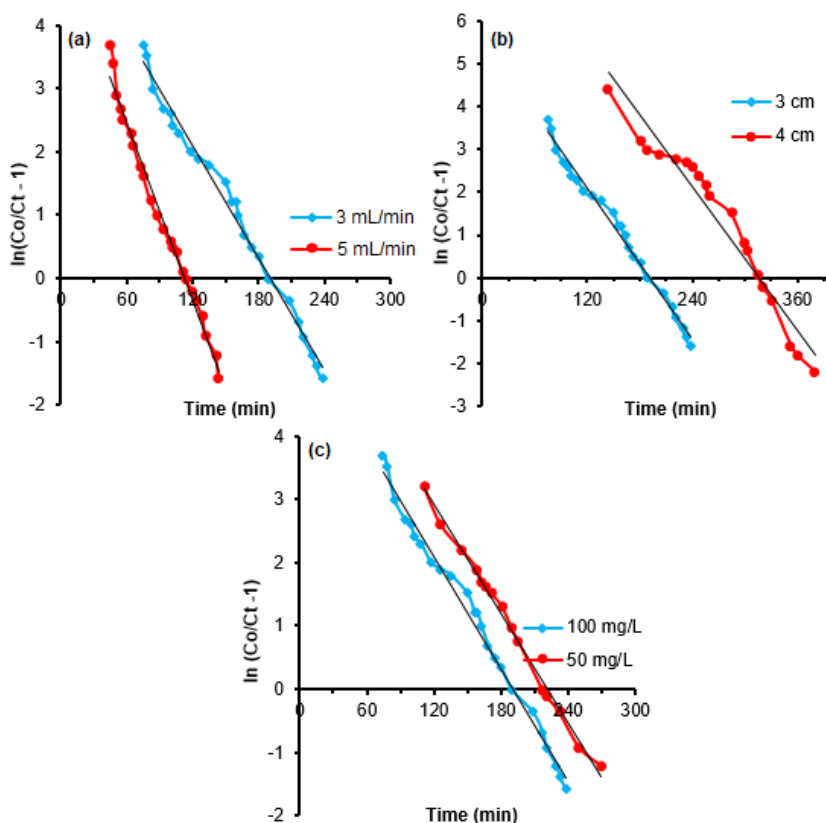 (a)
ln(Co/Ct -1)
4
3
2
1
0
-1
-2
0
60
120
180
240
300
3 mL/min
5 mL/min
Time (min)
(b)
ln (Co/Ct -1)
6
5
4
3
2
1
0
-1
-2
-3
0
120
240
360
3 cm
4 cm
Time (min)
(c)
ln (Co/Ct -1)
4
3
2
1
0
-1
-2
0
60
120
180
240
300
100 mg/L
50 mg/L
Time (min)